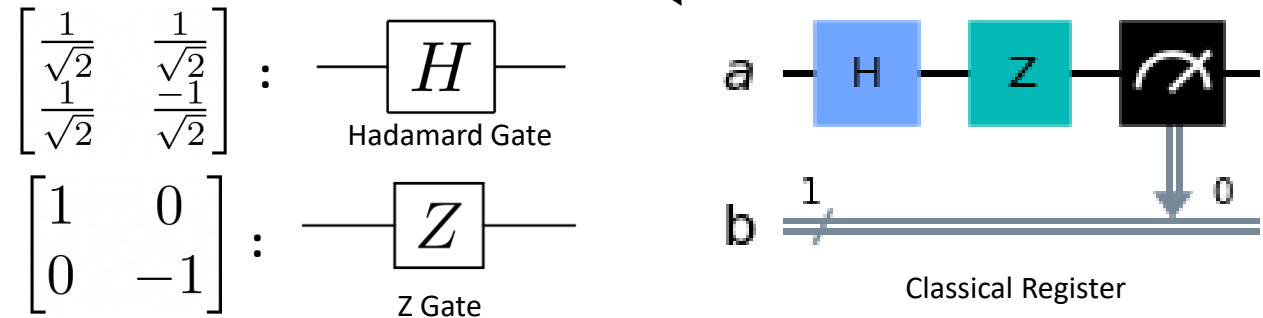 [1/√2 1/√2
1/√2 -1/√2] :
H
Hadamard Gate
[1 0
0 -1] :
Z
Z Gate
a H Z
1 0
b
Classical Register